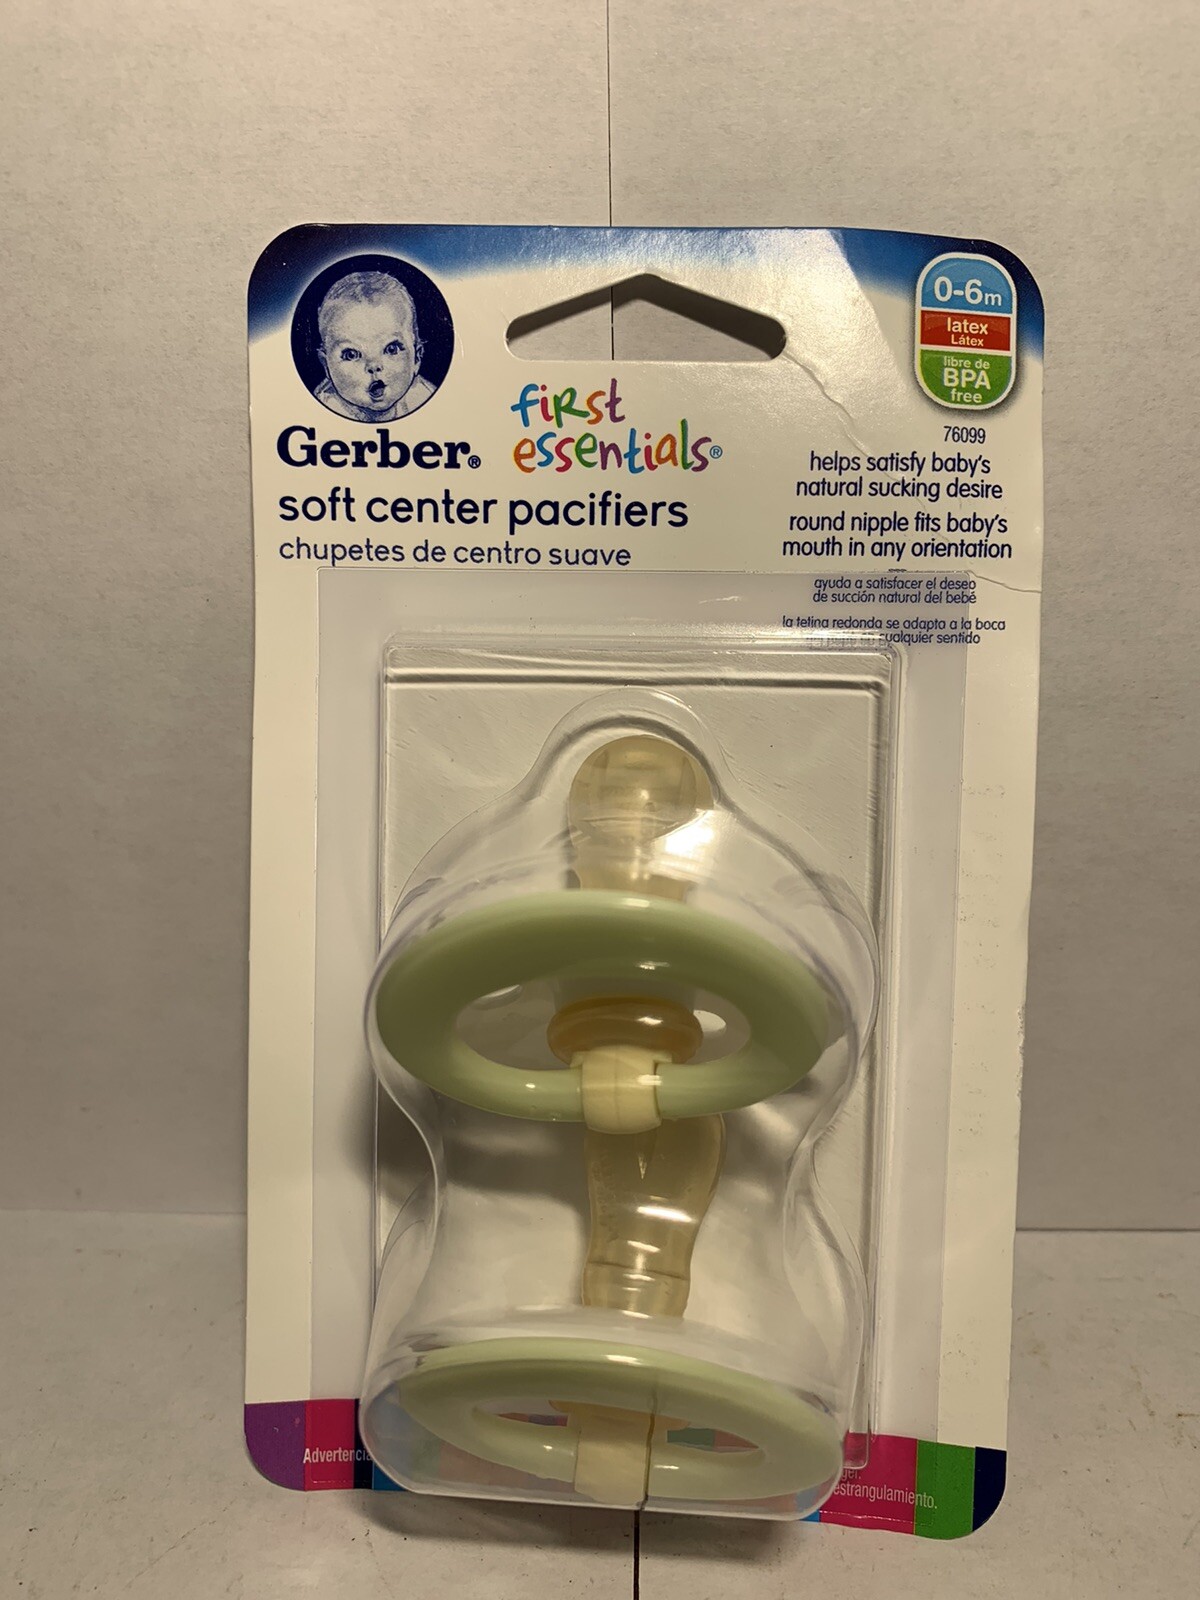 Gerber®
first
essentials®
soft center pacifiers
chupetes de centro suave
0-6m
latex
Látex
libre de
BPA
free
76099
helps satisfy baby's
natural sucking desire
round nipple fits baby's
mouth in any orientation
ayuda a satisfacer el deseo
de succión natural del bebé
la tetina redonda se adapta a la boca
cualquier sentido
estrangulamiento.